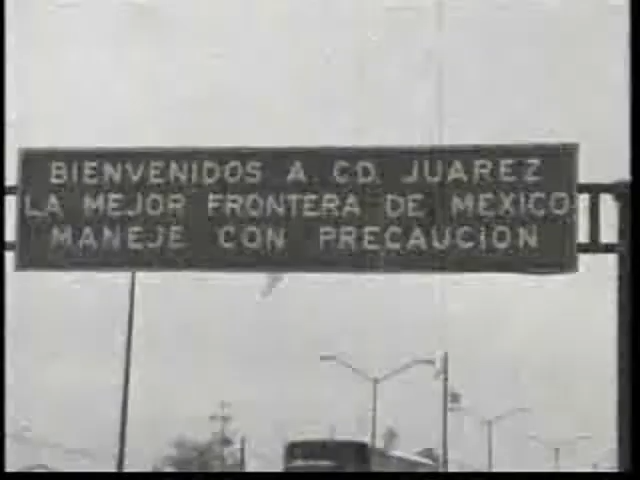 BIENVENIDOS A CD. JUAREZ
LA MEJOR FRONTERA DE MEXICO
MANEJE CON PRECAUCION